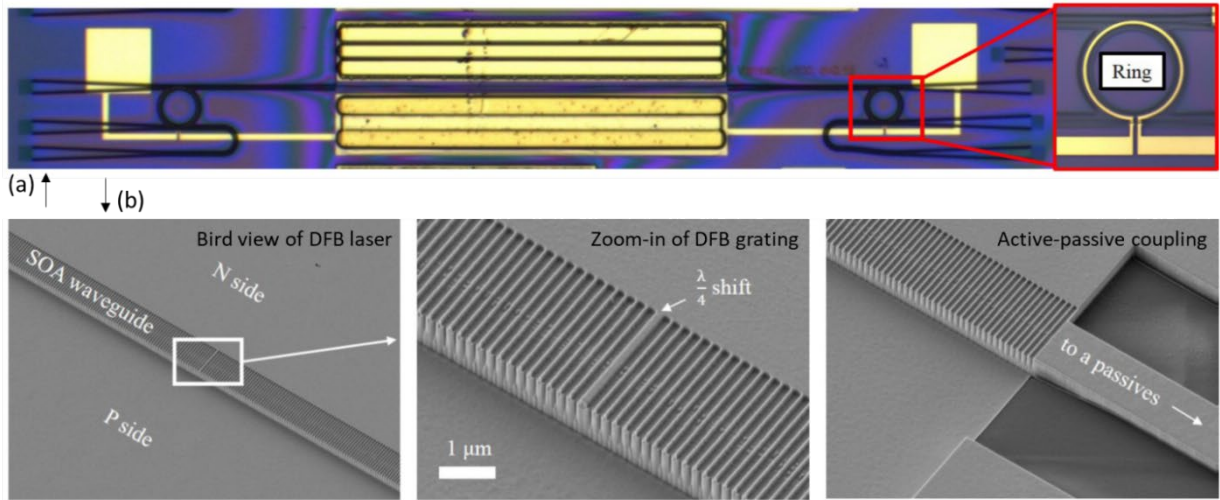 Ring
(a)
(b)
Bird view of DFB laser
SOA waveguide
N side
P side
Zoom-in of DFB grating
λ/4 shift
1 μm
Active-passive coupling
to a passives